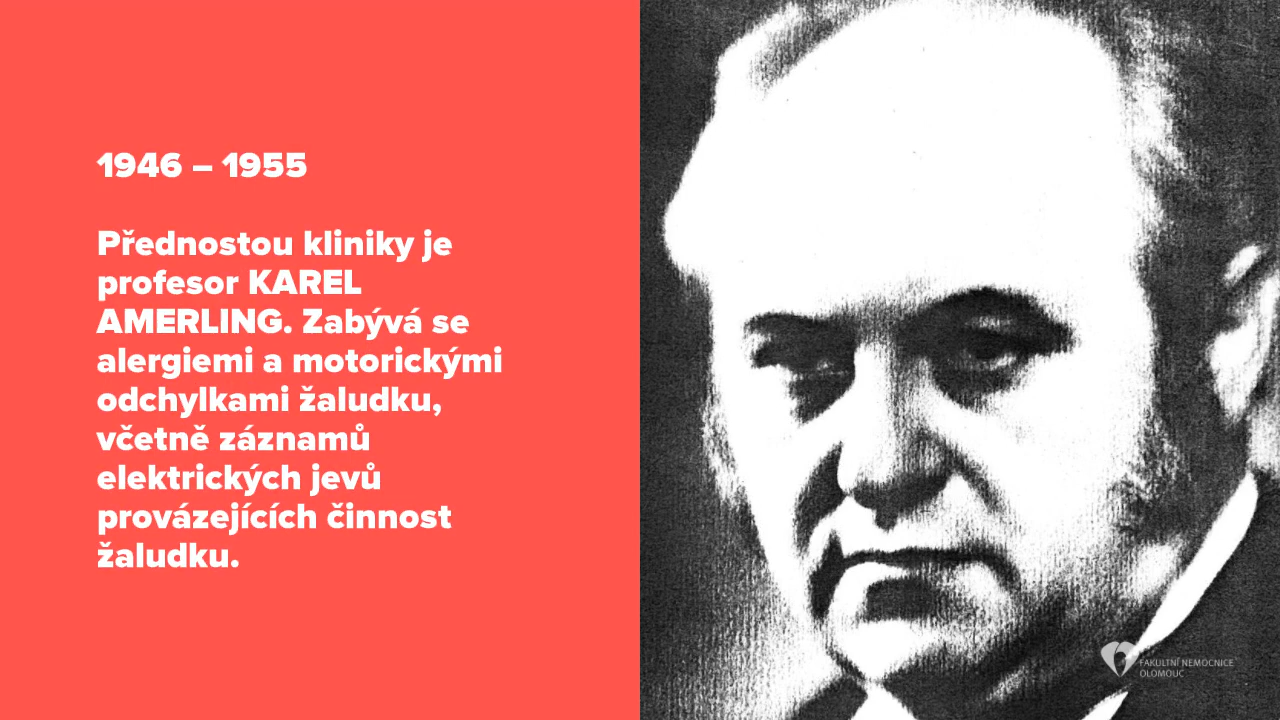 1946 – 1955
Přednostou kliniky je
profesor KAREL
AMERLING. Zabývá se
alergiemi a motorickými
odchylkami žaludku,
včetně záznamů
elektrických jevů
provázejících činnost
žaludku.
FAKULTNÍ NEMOCNICE
OLOMOUC